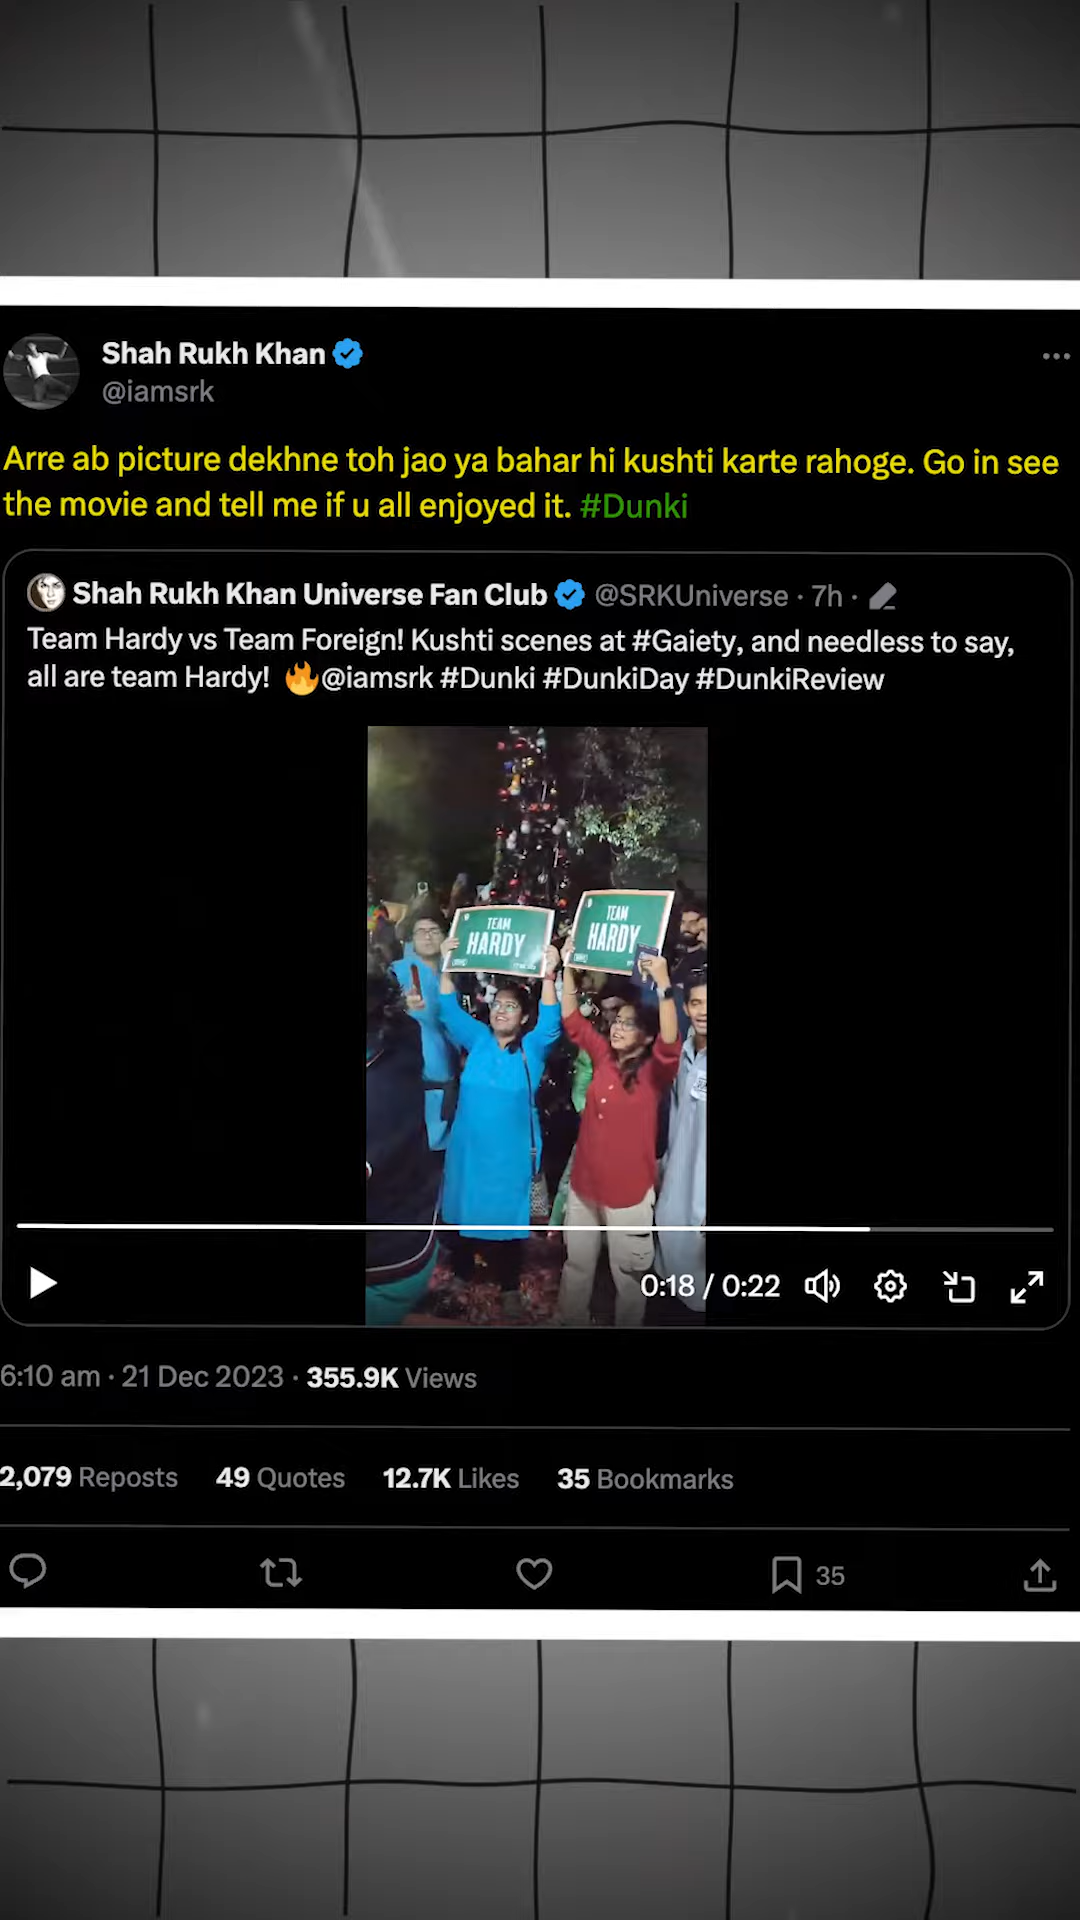 Shah Rukh Khan
@iamsrk
Arre ab picture dekhne toh jao ya bahar hi kushti karte rahoge. Go in see
the movie and tell me if u all enjoyed it. #Dunki
Shah Rukh Khan Universe Fan Club @SRKUniverse · 7h ·
Team Hardy vs Team Foreign! Kushti scenes at #Gaiety, and needless to say,
all are team Hardy! 🔥@iamsrk #Dunki #DunkiDay #DunkiReview
TEAM
HARDY
TEAM
HARDY
0:18 / 0:22
6:10 am · 21 Dec 2023 · 355.9K Views
2,079 Reposts 49 Quotes 12.7K Likes 35 Bookmarks
35